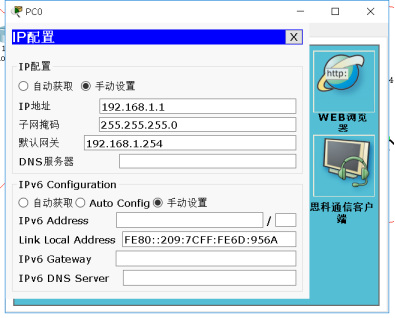 PC0
IP配置
X
IP配置
自动获取 手动设置
IP地址 192.168.1.1
子网掩码 255.255.255.0
默认网关 192.168.1.254
DNS服务器
IPv6 Configuration
自动获取 Auto Config 手动设置
IPv6 Address /
Link Local Address FE80::209:7CFF:FE6D:956A
IPv6 Gateway
IPv6 DNS Server
http:
WEB浏览
器
思科通信客户
端